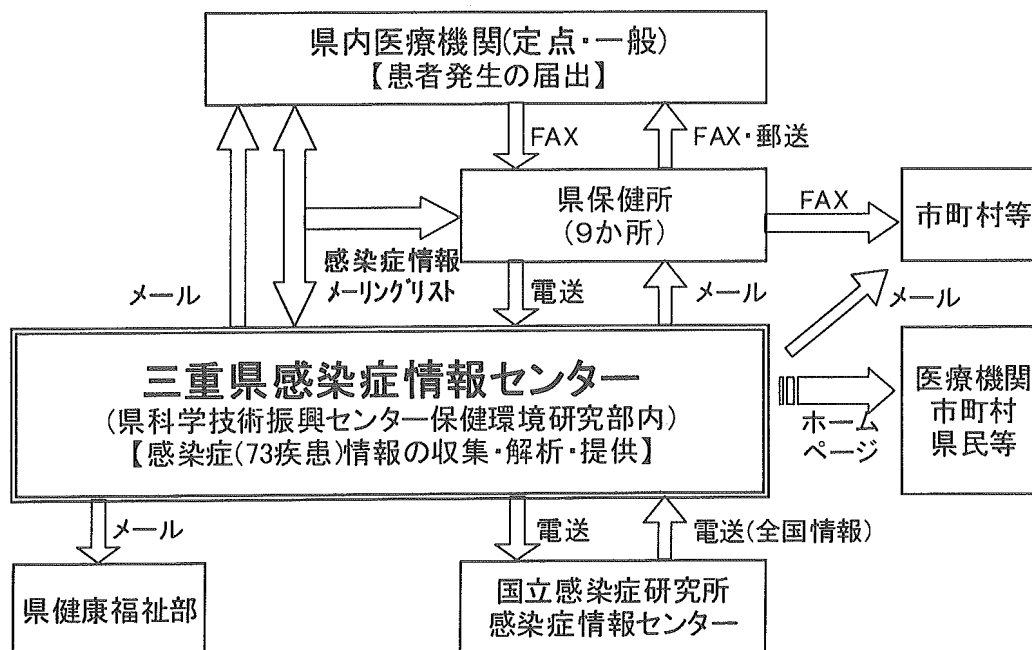 県内医療機関(定点・一般)
【患者発生の届出】
FAX
FAX・郵送
県保健所
(9か所)
FAX
市町村等
感染症情報
メーリングリスト
メール
電送
メール
メール
三重県感染症情報センター
(県科学技術振興センター保健環境研究部内)
【感染症(73疾患)情報の収集・解析・提供】
ホーム
ページ
医療機関
市町村
県民等
メール
電送
電送(全国情報)
県健康福祉部
国立感染症研究所
感染症情報センター